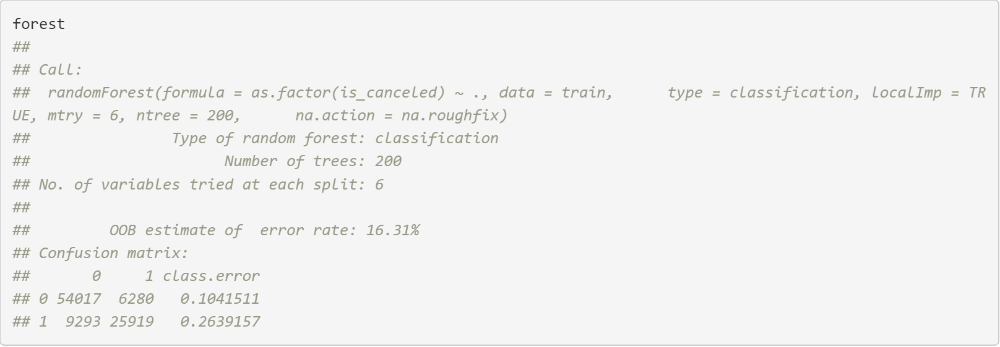 forest
##
## Call:
##  randomForest(formula = as.factor(is_canceled) ~ ., data = train,      type = classification, localImp = TR
UE, mtry = 6, ntree = 200,      na.action = na.roughfix)
##                Type of random forest: classification
##                      Number of trees: 200
## No. of variables tried at each split: 6
##
##         OOB estimate of  error rate: 16.31%
## Confusion matrix:
##       0     1 class.error
## 0 54017  6280   0.1041511
## 1  9293 25919   0.2639157